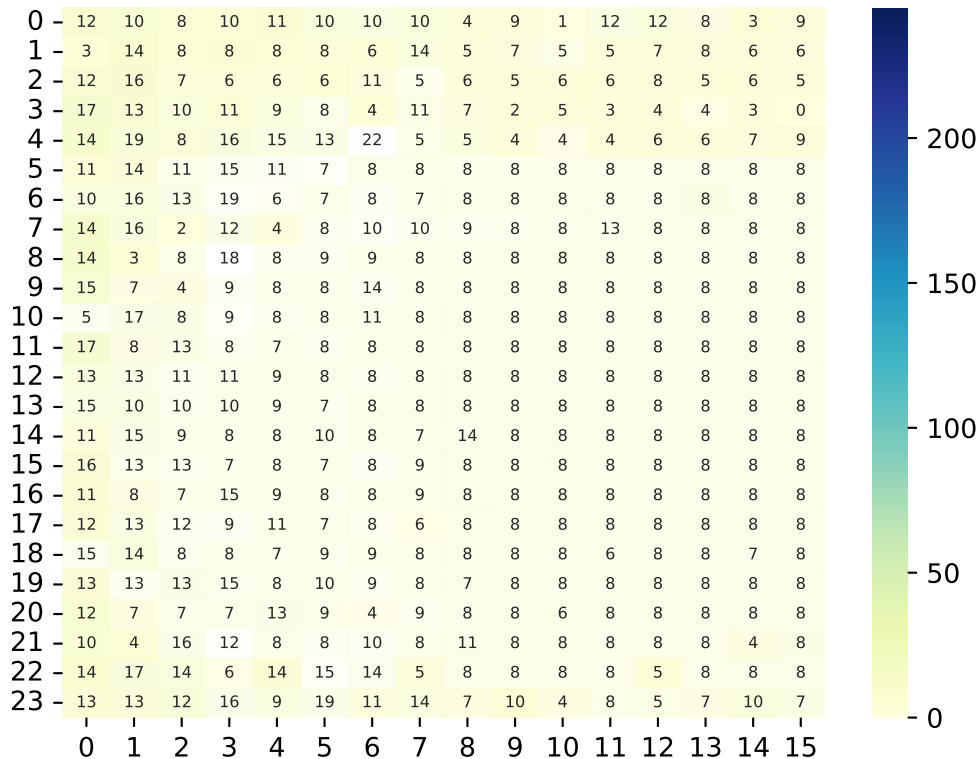 0 12 10 8 10 11 10 10 10 4 9 1 12 12 8 3 9
1 3 14 8 8 8 8 6 14 5 7 5 5 7 8 6 6
2 12 16 7 6 6 6 11 5 6 5 6 6 8 5 6 5
3 17 13 10 11 9 8 4 11 7 2 5 3 4 4 3 0
4 14 19 8 16 15 13 22 5 5 4 4 4 6 6 7 9
5 11 14 11 15 11 7 8 8 8 8 8 8 8 8 8 8
6 10 16 13 19 6 7 8 7 8 8 8 8 8 8 8 8
7 14 16 2 12 4 8 10 10 9 8 8 13 8 8 8 8
8 14 3 8 18 8 9 9 8 8 8 8 8 8 8 8 8
9 15 7 4 9 8 8 14 8 8 8 8 8 8 8 8 8
10 5 17 8 9 8 8 11 8 8 8 8 8 8 8 8 8
11 17 8 13 8 7 8 8 8 8 8 8 8 8 8 8 8
12 13 13 11 11 9 8 8 8 8 8 8 8 8 8 8 8
13 15 10 10 10 9 7 8 8 8 8 8 8 8 8 8 8
14 11 15 9 8 8 10 8 7 14 8 8 8 8 8 8 8
15 16 13 13 7 8 7 8 9 8 8 8 8 8 8 8 8
16 11 8 7 15 9 8 8 9 8 8 8 8 8 8 8 8
17 12 13 12 9 11 7 8 6 8 8 8 8 8 8 8 8
18 15 14 8 8 7 9 9 8 8 8 8 6 8 8 7 8
19 13 13 13 15 8 10 9 8 7 8 8 8 8 8 8 8
20 12 7 7 7 13 9 4 9 8 8 6 8 8 8 8 8
21 10 4 16 12 8 8 10 8 11 8 8 8 8 8 4 8
22 14 17 14 6 14 15 14 5 8 8 8 8 5 8 8 8
23 13 13 12 16 9 19 11 14 7 10 4 8 5 7 10 7
0 1 2 3 4 5 6 7 8 9 10 11 12 13 14 15
200
150
100
50
0